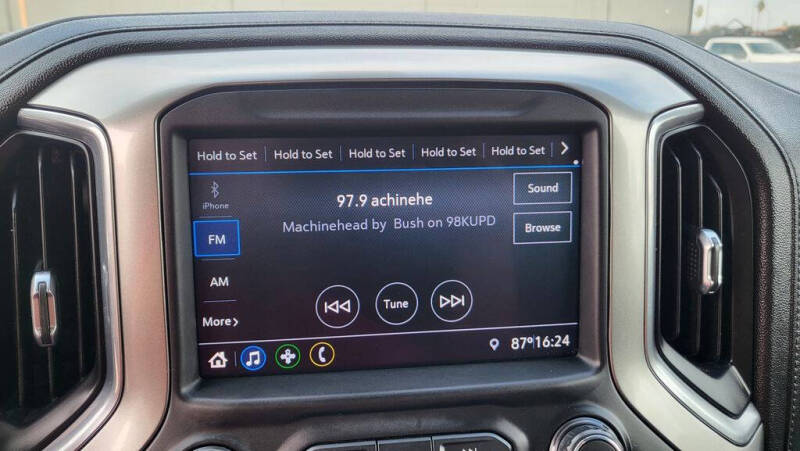 Hold to Set Hold to Set Hold to Set Hold to Set Hold to Set >
iPhone
97.9 achinehe
Sound
Machinehead by Bush on 98KUPD
FM
Browse
AM
Tune
More >
87° 16:24